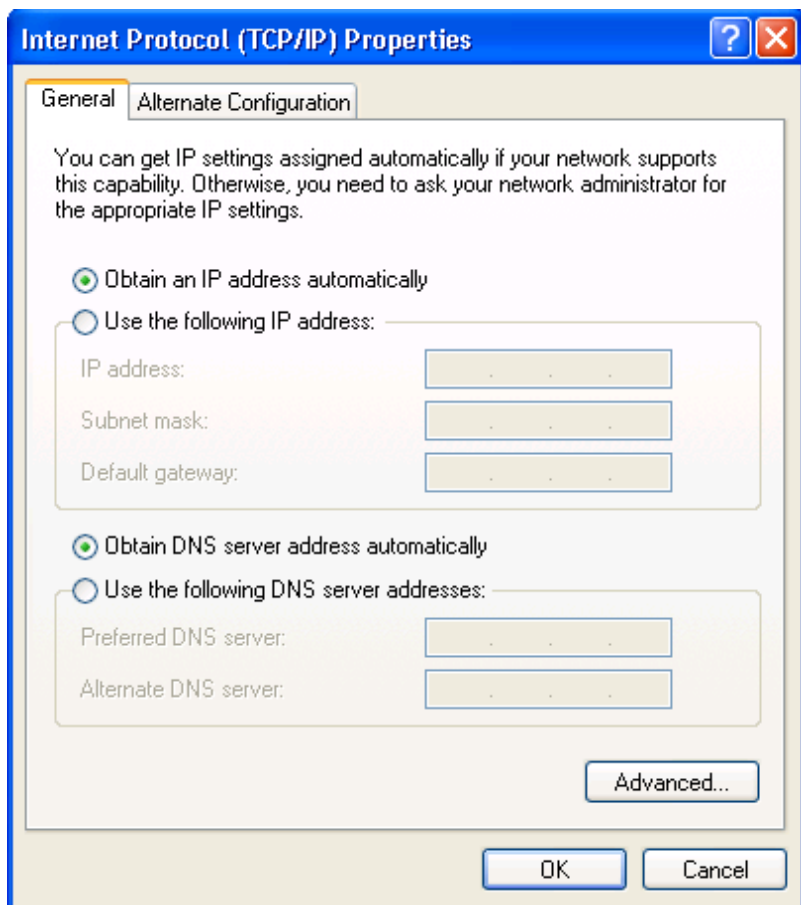 Internet Protocol (TCP/IP) Properties
General
Alternate Configuration
You can get IP settings assigned automatically if your network supports
this capability. Otherwise, you need to ask your network administrator for
the appropriate IP settings.
Obtain an IP address automatically
Use the following IP address:
IP address:
Subnet mask:
Default gateway:
Obtain DNS server address automatically
Use the following DNS server addresses:
Preferred DNS server:
Alternate DNS server:
Advanced...
OK
Cancel